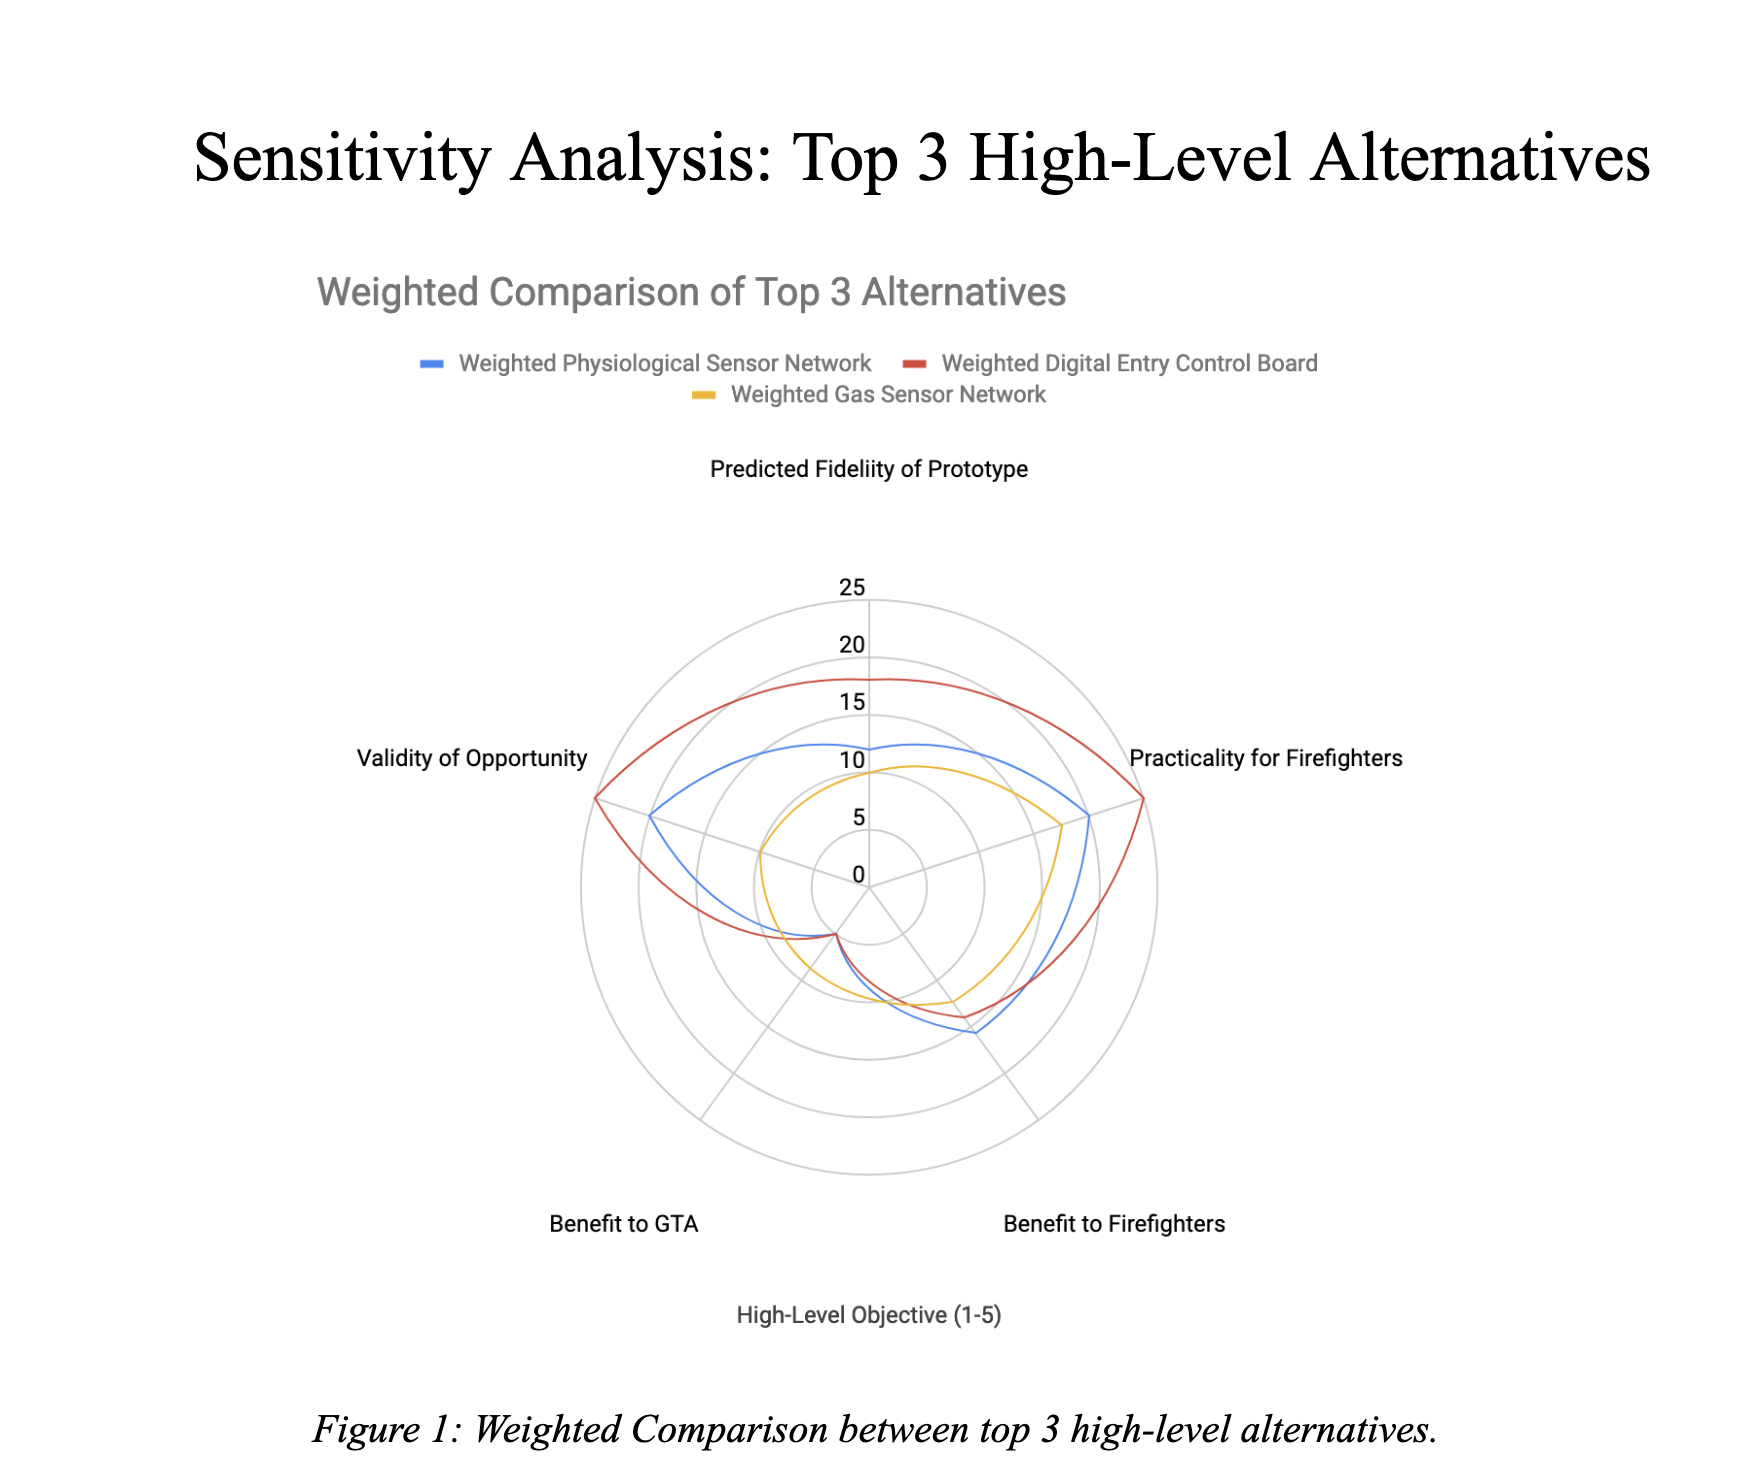 Sensitivity Analysis: Top 3 High-Level Alternatives
Weighted Comparison of Top 3 Alternatives
Weighted Physiological Sensor Network Weighted Digital Entry Control Board
Weighted Gas Sensor Network
Predicted Fideliity of Prototype
25
20
15
10
5
0
Validity of Opportunity
Practicality for Firefighters
Benefit to GTA
Benefit to Firefighters
High-Level Objective (1-5)
Figure 1: Weighted Comparison between top 3 high-level alternatives.